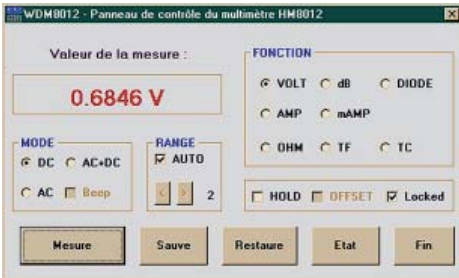 WDM8012 - Panneau de contrôle du multimètre HM8012
Valeur de la mesure :
0.6846 V
FONCTION
VOLT dB DIODE
AMP mAMP
OHM TF TC
MODE
DC AC+DC
AC Beep
RANGE
AUTO
< > 2
HOLD OFFSET Locked
Mesure Sauve Restaure Etat Fin